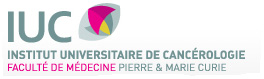 IUC
INSTITUT UNIVERSITAIRE DE CANCÉROLOGIE
FACULTÉ DE MÉDECINE PIERRE & MARIE CURIE